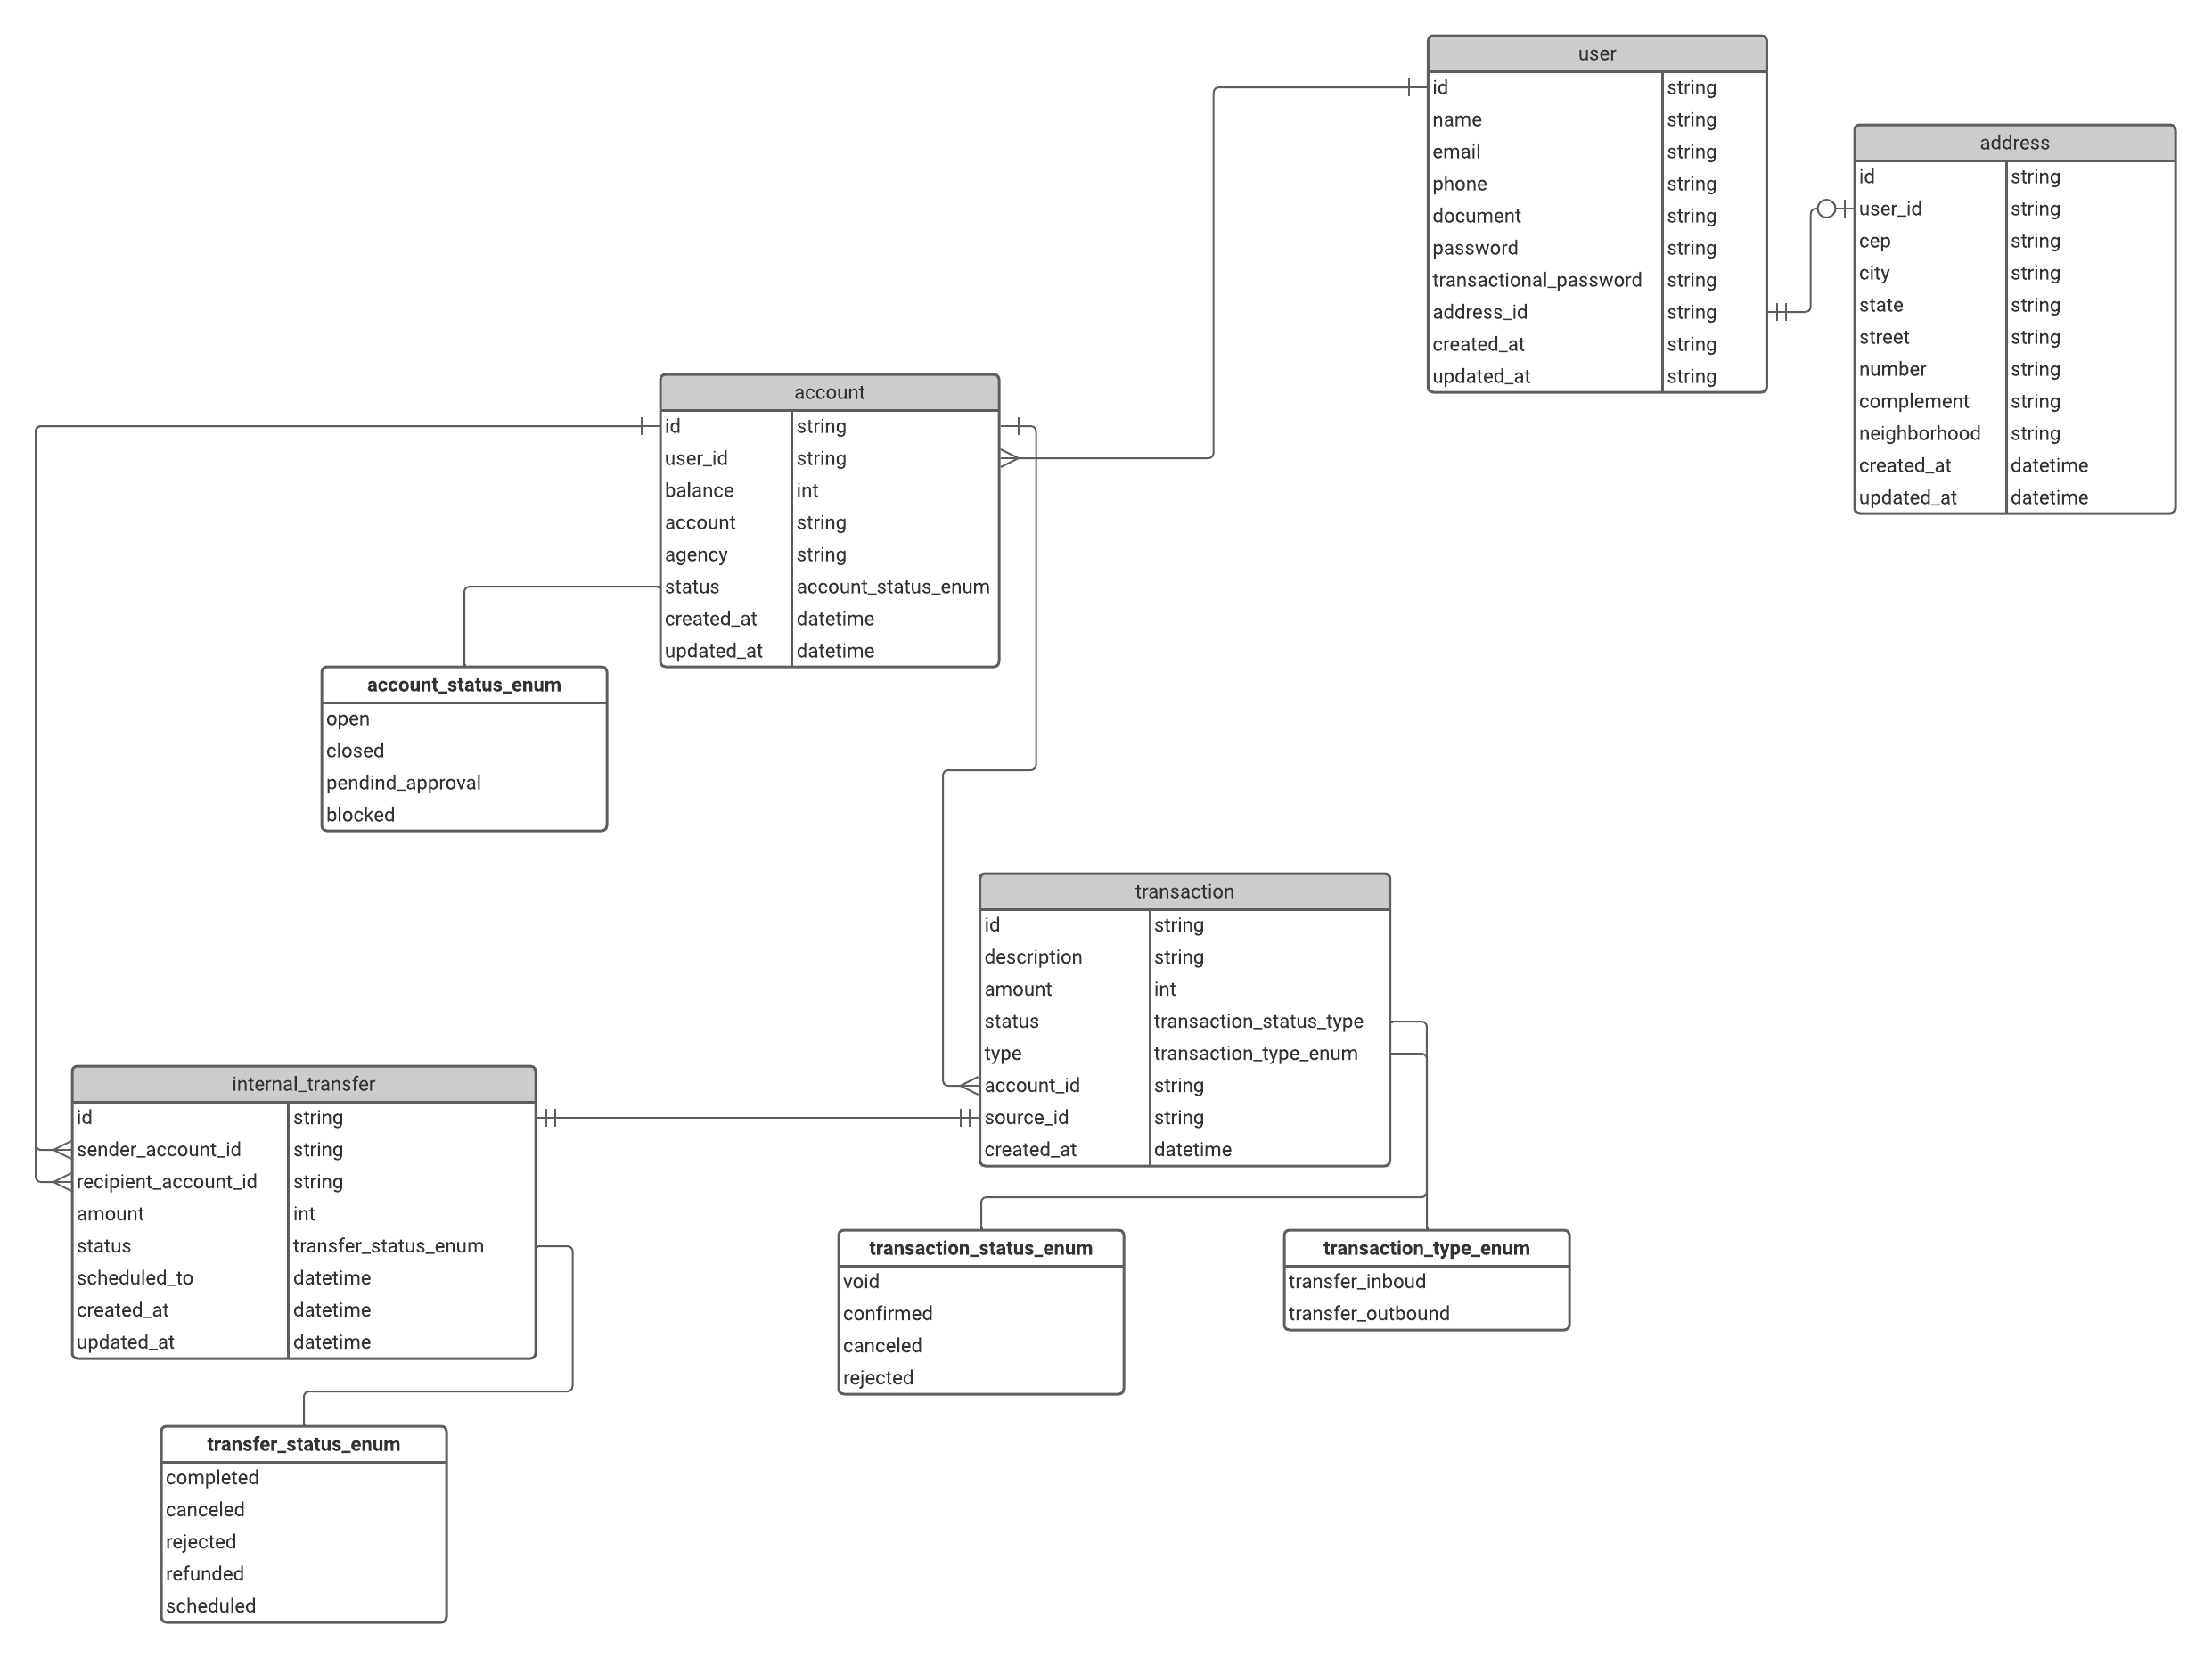 user
id string
name string
email string
phone string
document string
password string
transactional_password string
address_id string
created_at string
updated_at string
address
id string
user_id string
cep string
city string
state string
street string
number string
complement string
neighborhood string
created_at datetime
updated_at datetime
account
id string
user_id string
balance int
account string
agency string
status account_status_enum
created_at datetime
updated_at datetime
account_status_enum
open
closed
pendind_approval
blocked
transaction
id string
description string
amount int
status transaction_status_type
type transaction_type_enum
account_id string
source_id string
created_at datetime
internal_transfer
id string
sender_account_id string
recipient_account_id string
amount int
status transfer_status_enum
scheduled_to datetime
created_at datetime
updated_at datetime
transaction_status_enum
void
confirmed
canceled
rejected
transaction_type_enum
transfer_inboud
transfer_outbound
transfer_status_enum
completed
canceled
rejected
refunded
scheduled